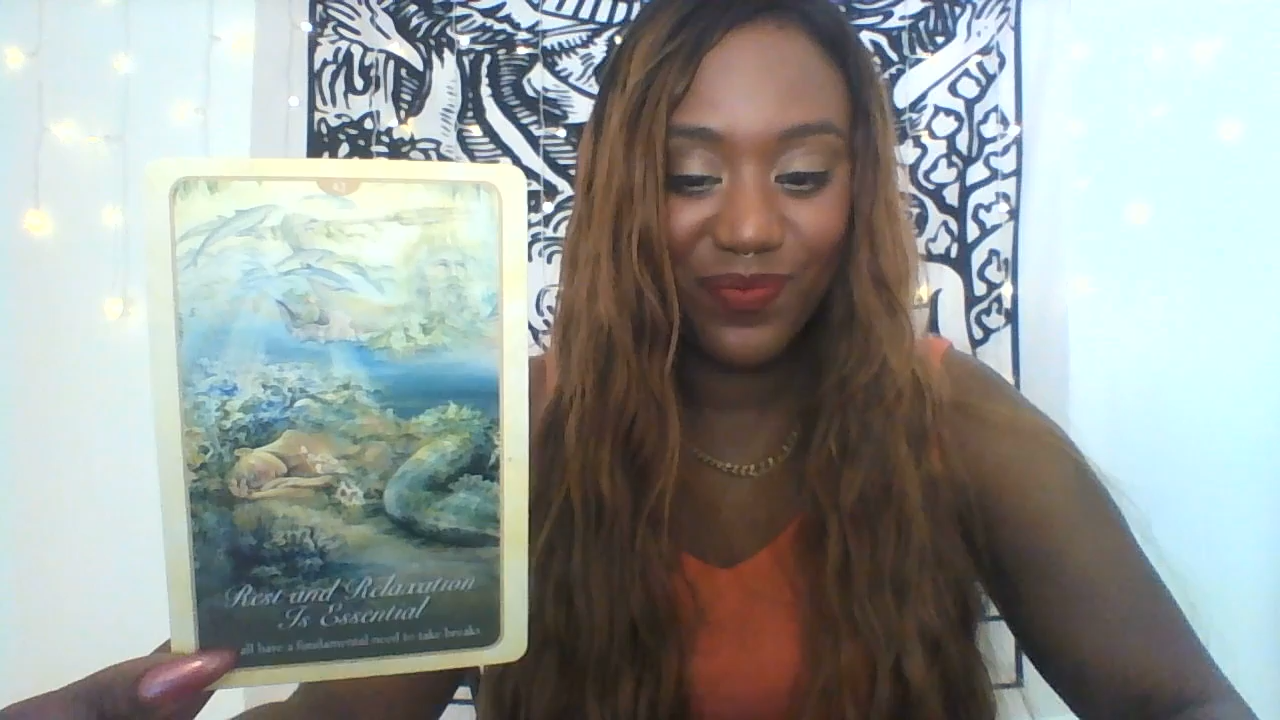 Rest and Relaxation
Is Essential
all have a fundamental need to take breaks